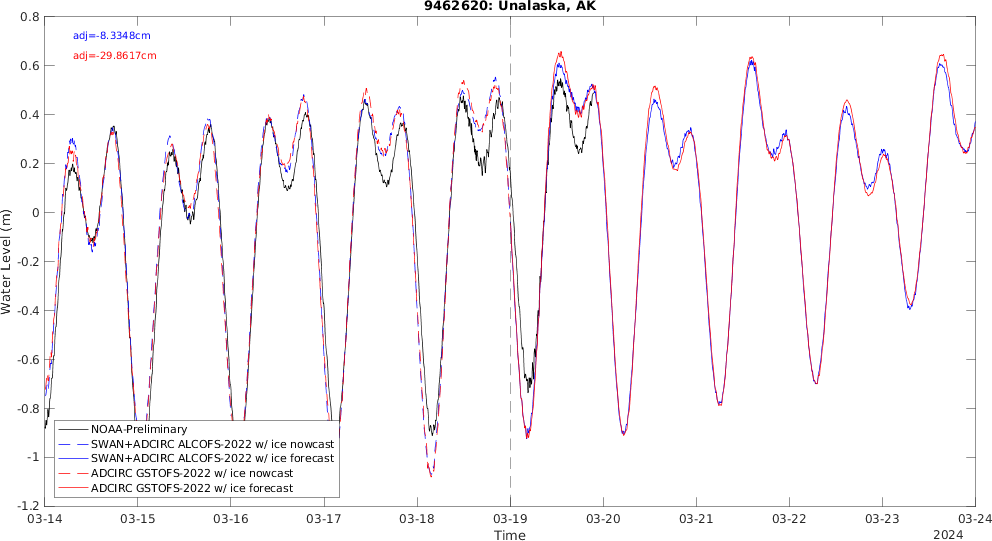 9462620: Unalaska, AK
adj=-8.3348cm
adj=-29.8617cm
Water Level (m)
0.8
0.6
0.4
0.2
0
-0.2
-0.4
-0.6
-0.8
-1
-1.2
NOAA-Preliminary
SWAN+ADCIRC ALCOFS-2022 w/ ice nowcast
SWAN+ADCIRC ALCOFS-2022 w/ ice forecast
ADCIRC GSTOFS-2022 w/ ice nowcast
ADCIRC GSTOFS-2022 w/ ice forecast
03-14 03-15 03-16 03-17 03-18 03-19 03-20 03-21 03-22 03-23 03-24
Time
2024